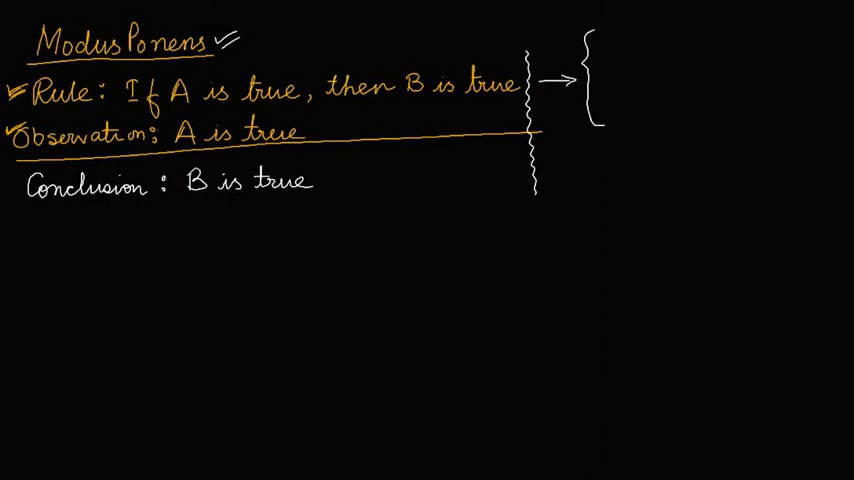 Modus Ponens
Rule: If A is true, then B is true
Observation: A is true
Conclusion: B is true